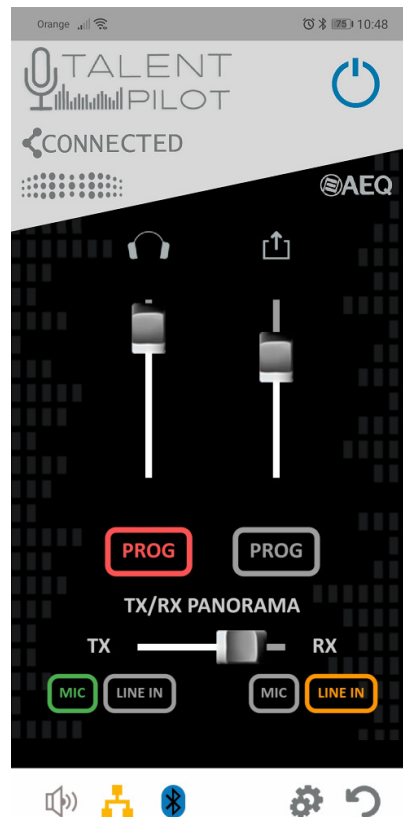 Orange 75 10:48
TALENT
PILOT
CONNECTED
AEQ
PROG PROG
TX/RX PANORAMA
TX RX
MIC LINE IN MIC LINE IN